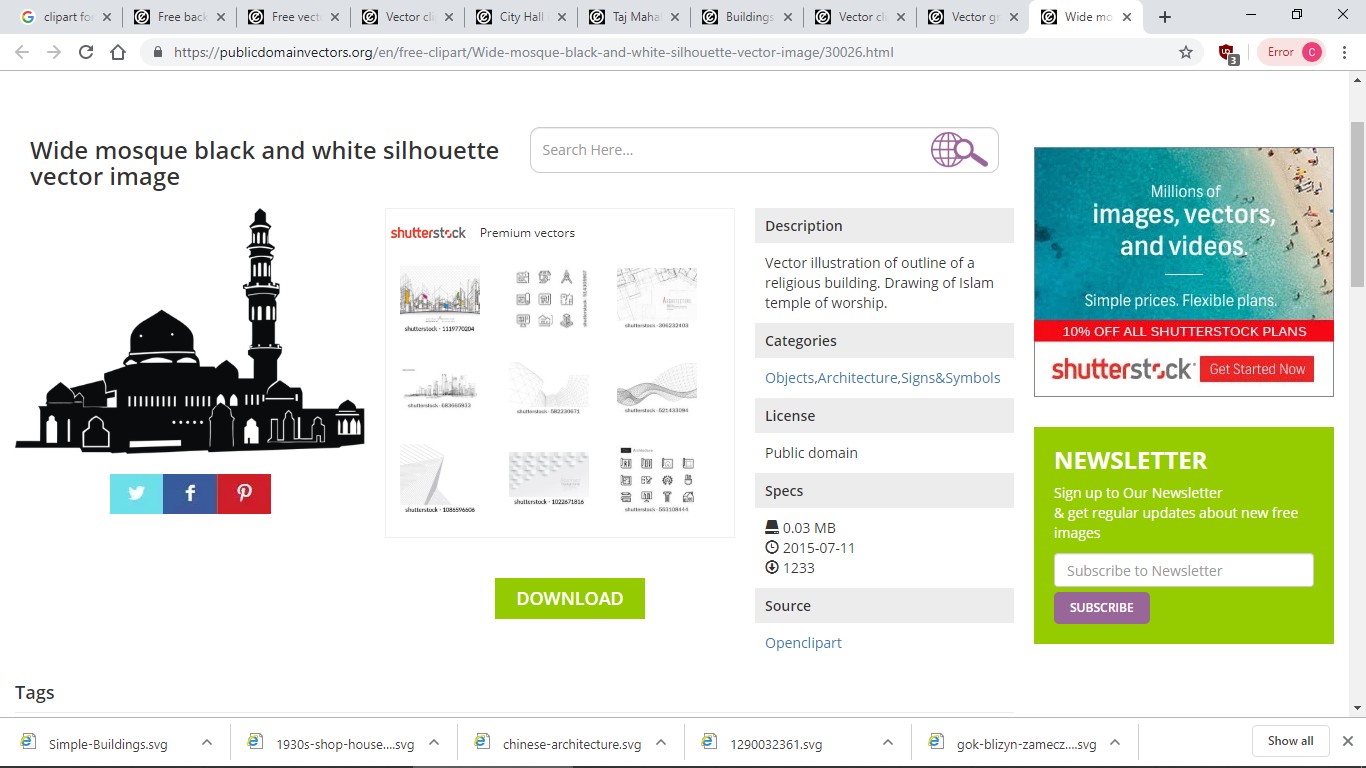 clipart for
Free back
Free vect
Vector cli
City Hall
Taj Maha
Buildings
Vector cli
Vector gr
Wide mo
https://publicdomainvectors.org/en/free-clipart/Wide-mosque-black-and-white-silhouette-vector-image/30026.html
3
Error
C
Wide mosque black and white silhouette
vector image
Search Here...
shutterstock
Premium vectors
shutterstock · 1119770204
shutterstock · 306232403
shutterstock · 683665933
shutterstock · 582230671
shutterstock · 521433094
Architecture
shutterstock · 1086596606
shutterstock · 1022671816
shutterstock · 553108444
DOWNLOAD
Description
Vector illustration of outline of a
religious building. Drawing of Islam
temple of worship.
Categories
Objects,Architecture,Signs&Symbols
License
Public domain
Specs
0.03 MB
2015-07-11
1233
Source
Openclipart
Millions of
images, vectors,
and videos.
Simple prices. Flexible plans.
10% OFF ALL SHUTTERSTOCK PLANS
shutterstock
Get Started Now
NEWSLETTER
Sign up to Our Newsletter
& get regular updates about new free
images
Subscribe to Newsletter
SUBSCRIBE
Tags
Simple-Buildings.svg
1930s-shop-house....svg
chinese-architecture.svg
1290032361.svg
gok-blizyn-zamecz....svg
Show all